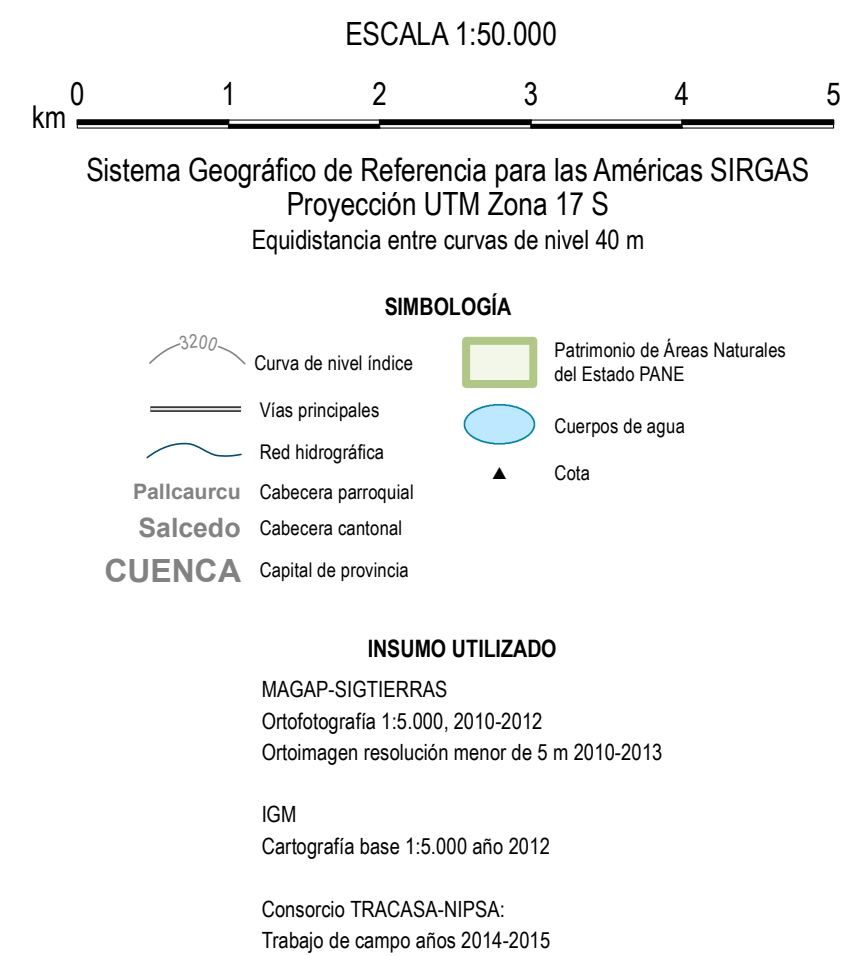 ESCALA 1:50.000
0 1 2 3 4 5
km
Sistema Geográfico de Referencia para las Américas SIRGAS
Proyección UTM Zona 17 S
Equidistancia entre curvas de nivel 40 m
SIMBOLOGÍA
3200 Curva de nivel índice
Vías principales
Red hidrográfica
Pallcaurcu Cabecera parroquial
Salcedo Cabecera cantonal
CUENCA Capital de provincia
Patrimonio de Áreas Naturales
del Estado PANE
Cuerpos de agua
Cota
INSUMO UTILIZADO
MAGAP-SIGTIERRAS
Ortofotografía 1:5.000, 2010-2012
Ortoimagen resolución menor de 5 m 2010-2013
IGM
Cartografía base 1:5.000 año 2012
Consorcio TRACASA-NIPSA:
Trabajo de campo años 2014-2015